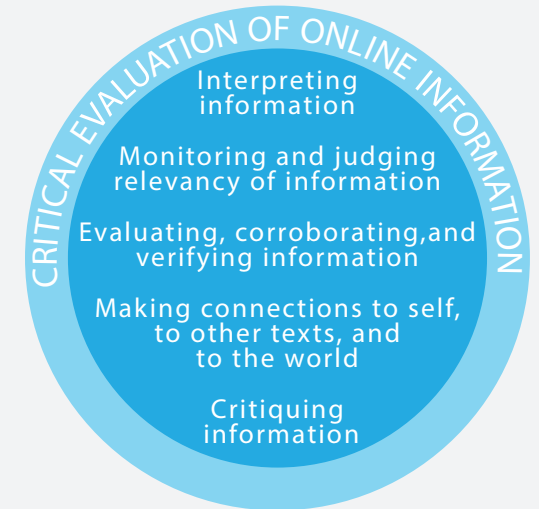 CRITICAL EVALUATION OF ONLINE INFORMATION
Interpreting
information
Monitoring and judging
relevancy of information
Evaluating, corroborating,and
verifying information
Making connections to self,
to other texts, and
to the world
Critiquing
information